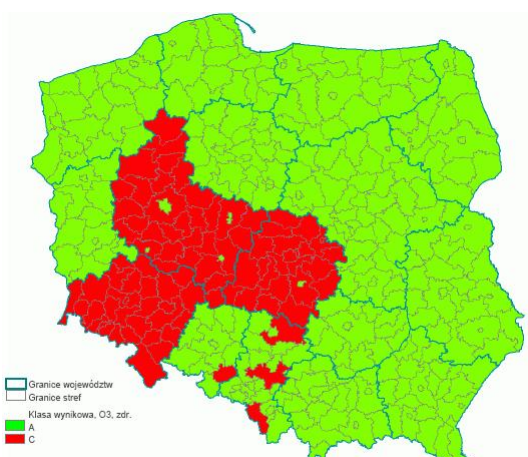 Granice województw
Granice stref
Klasa wynikowa, O3, zdr.
A
C